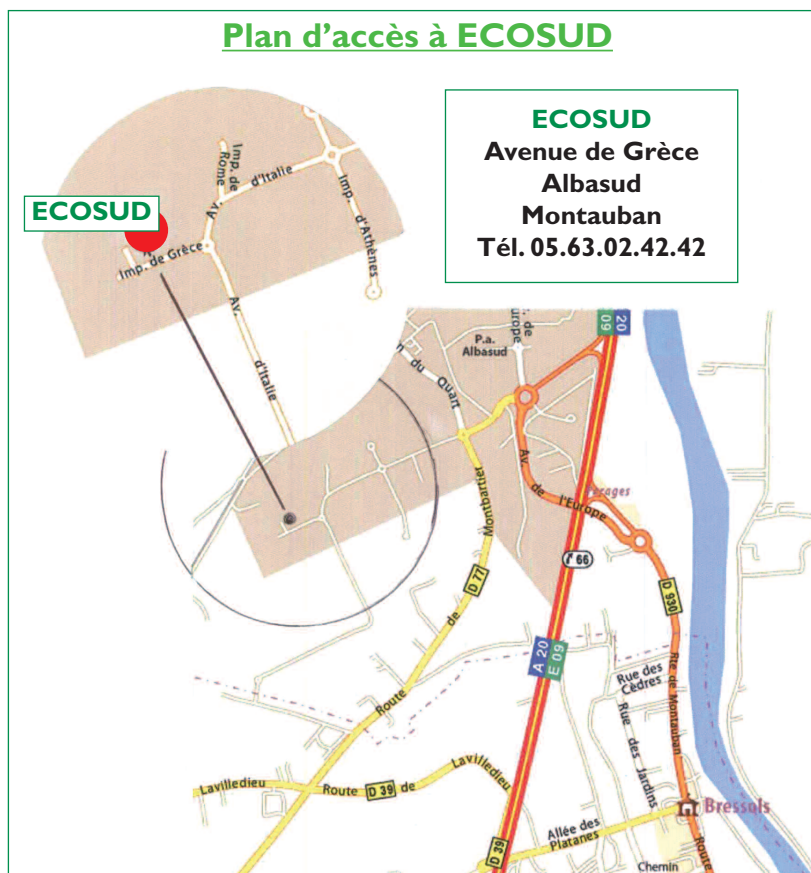 Plan d’accès à ECOSUD
ECOSUD
Avenue de Grèce
Albasud
Montauban
Tél. 05.63.02.42.42
ECOSUD
Imp. de
Rome
Av. d'Italie
Imp. d'Athènes
Imp. de Grèce
Av. d'Italie
P.a.
Albasud
du Quart
20
09
Av. de l'Europe
66
Route de Montbartier
D 77
D 930
A 20
E 09
Rue des
Cèdres
Rue des Jardins
Rte de Montauban
Lavilledieu Route D 39 de Lavilledieu
Bressols
Allée des
Platanes
D 39
Chemin
Route